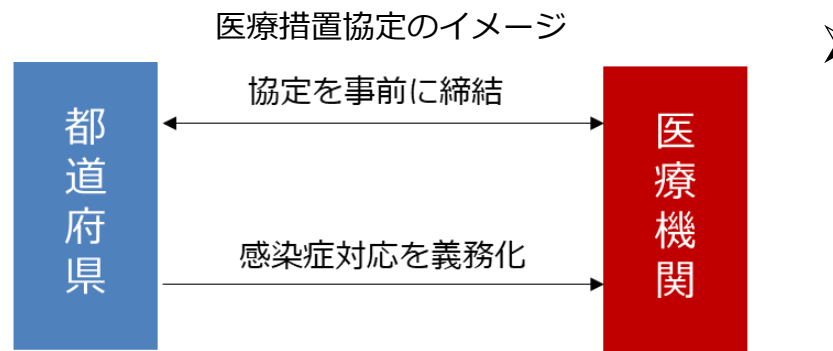 医療措置協定のイメージ
協定を事前に締結
都道府県
医療機関
感染症対応を義務化